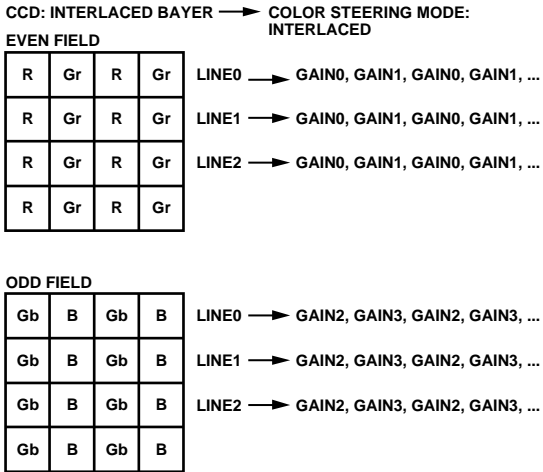 CCD: INTERLACED BAYER → COLOR STEERING MODE:
INTERLACED
EVEN FIELD
R Gr R Gr LINE0 → GAIN0, GAIN1, GAIN0, GAIN1, ...
R Gr R Gr LINE1 → GAIN0, GAIN1, GAIN0, GAIN1, ...
R Gr R Gr LINE2 → GAIN0, GAIN1, GAIN0, GAIN1, ...
R Gr R Gr
ODD FIELD
Gb B Gb B LINE0 → GAIN2, GAIN3, GAIN2, GAIN3, ...
Gb B Gb B LINE1 → GAIN2, GAIN3, GAIN2, GAIN3, ...
Gb B Gb B LINE2 → GAIN2, GAIN3, GAIN2, GAIN3, ...
Gb B Gb B